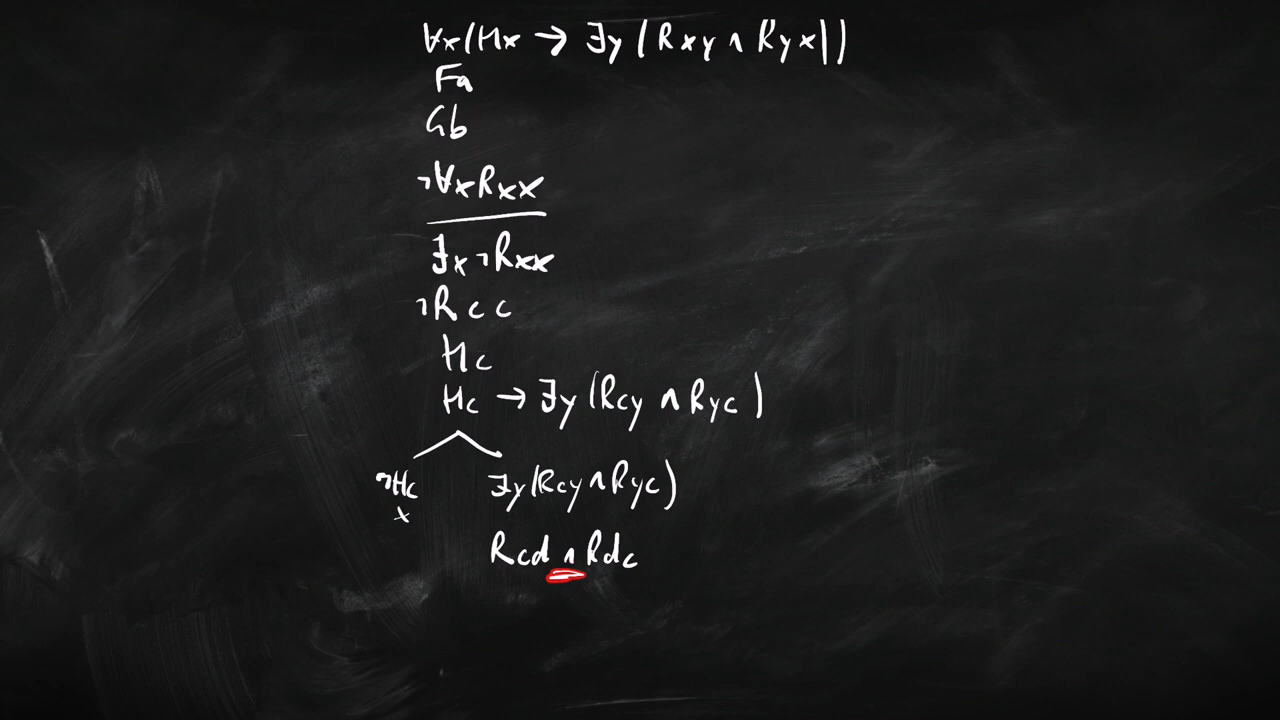 ∀x(Hx → ∃y(Rxy ∧ Ryx))
Fa
Gb
¬∀xRxx
∃x¬Rxx
¬Rcc
Hc
Hc → ∃y(Rcy ∧ Ryc)
¬Hc ∃y(Rcy∧Ryc)
x
Rcd ∧ Rdc